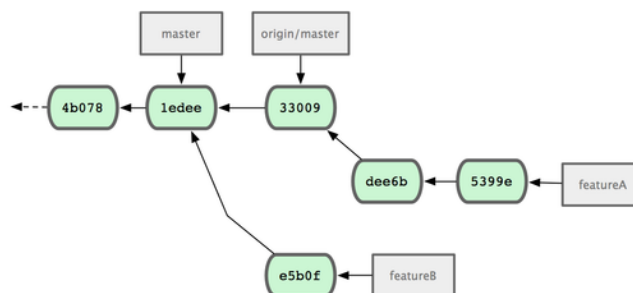 master
origin/master
4b078
1edee
33009
dee6b
5399e
featureA
e5b0f
featureB